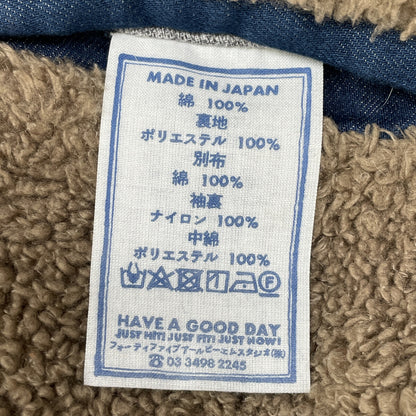 MADE IN JAPAN
綿 100%
裏地
ポリエステル 100%
別布
綿 100%
袖裏
ナイロン 100%
中綿
ポリエステル 100%
HAVE A GOOD DAY
JUST HIT! JUST FIT! JUST NOW!
フォーティファイブアールピーエムスタジオ(株)
☎ 03 3498 2245